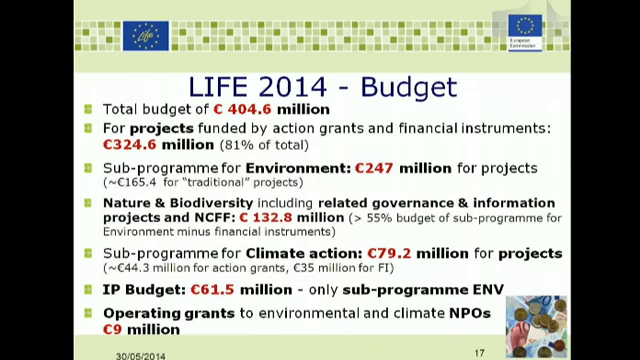 Life
European
Commission
LIFE 2014 - Budget
Total budget of € 404.6 million
For projects funded by action grants and financial instruments:
€324.6 million (81% of total)
Sub-programme for Environment: €247 million for projects
(~€165.4 for "traditional" projects)
Nature & Biodiversity including related governance & information
projects and NCFF: € 132.8 million (> 55% budget of sub-programme for
Environment minus financial instruments)
Sub-programme for Climate action: €79.2 million for projects
(~€44.3 million for action grants, €35 million for FI)
IP Budget: €61.5 million - only sub-programme ENV
Operating grants to environmental and climate NPOs
€9 million
30/05/2014
17